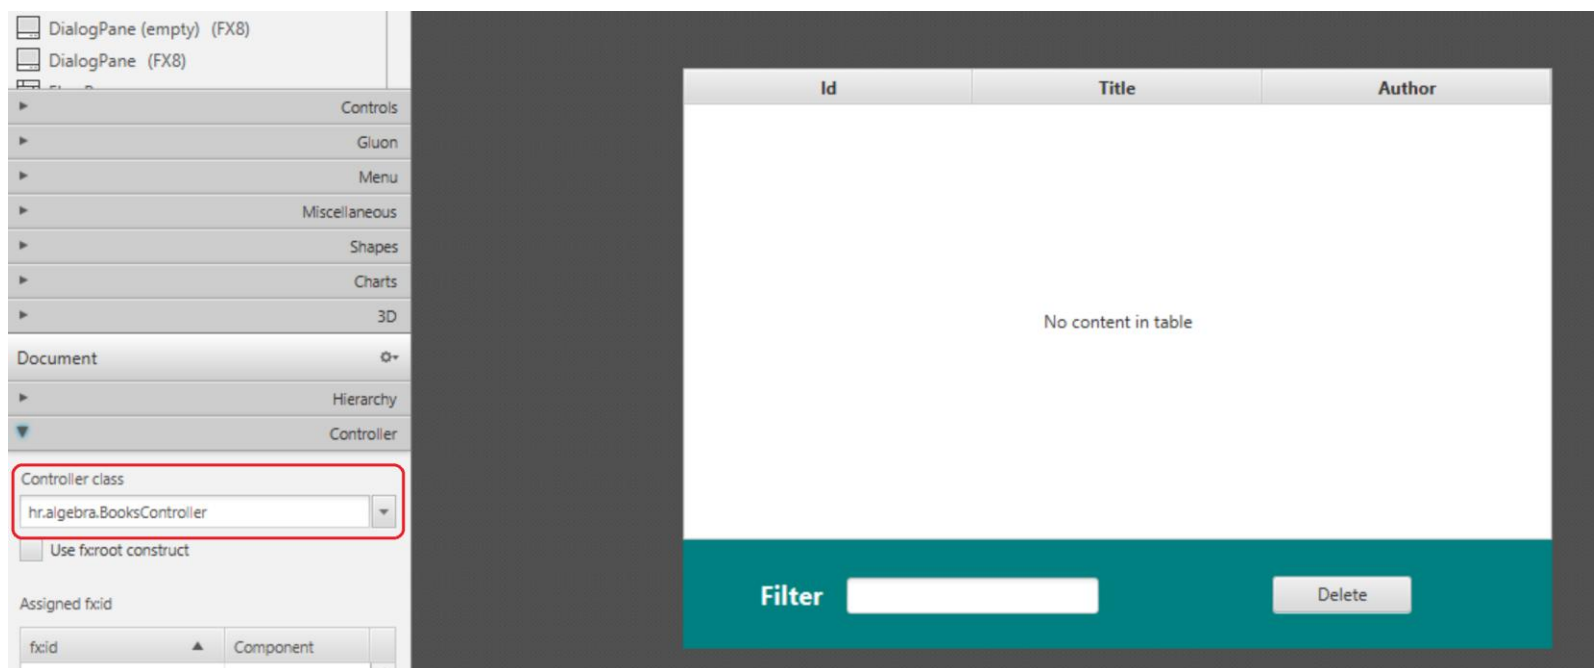 DialogPane (empty) (FX8)
DialogPane (FX8)
Controls
Gluon
Menu
Miscellaneous
Shapes
Charts
3D
Document
Hierarchy
Controller
Controller class
hr.algebra.BooksController
Use fx:root construct
Assigned fx:id
fx:id Component
Id Title Author
No content in table
Filter Delete